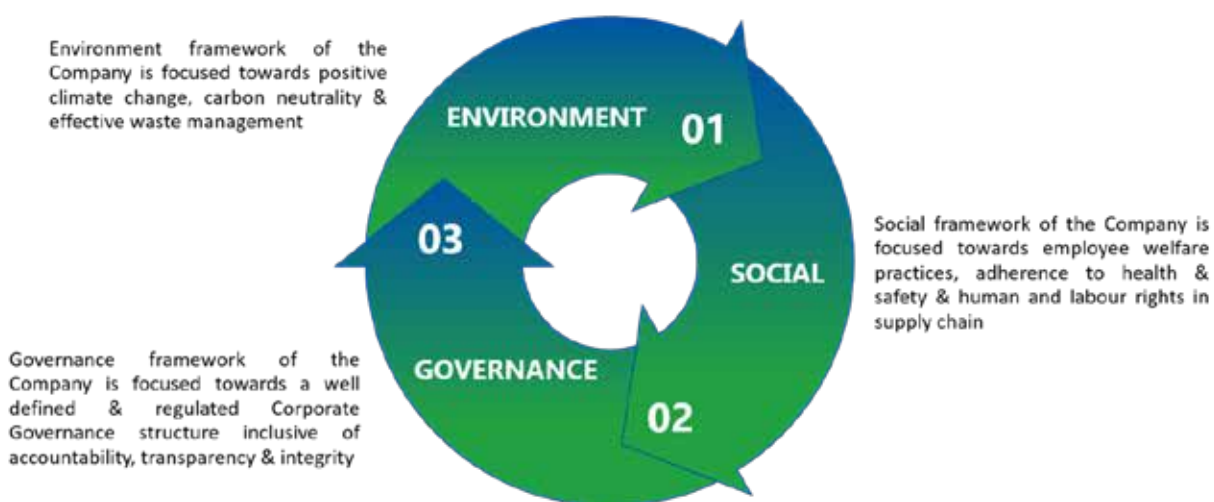 Environment framework of the
Company is focused towards positive
climate change, carbon neutrality &
effective waste management
ENVIRONMENT
01
Social framework of the Company is
focused towards employee welfare
practices, adherence to health &
safety & human and labour rights in
supply chain
SOCIAL
02
Governance framework of the
Company is focused towards a well
defined & regulated Corporate
Governance structure inclusive of
accountability, transparency & integrity
GOVERNANCE
03